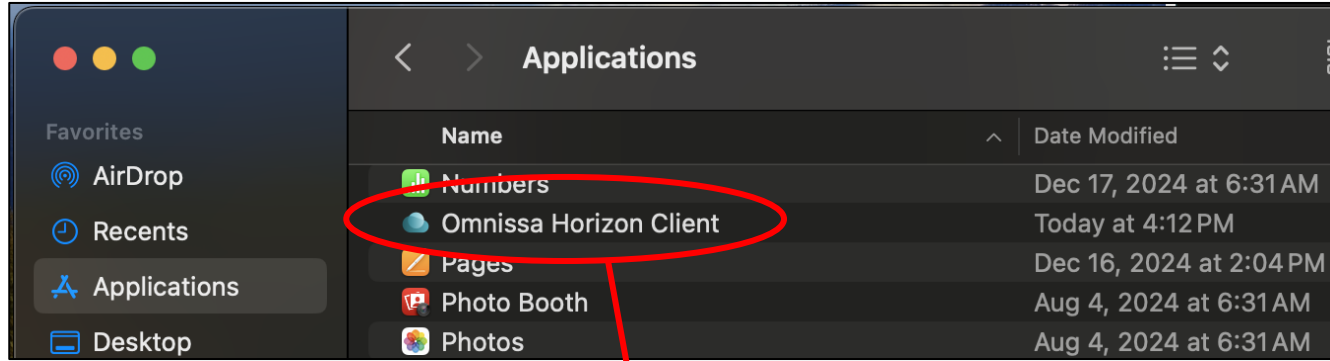 Applications
Favorites
AirDrop
Recents
Applications
Desktop
Name
Date Modified
Numbers
Dec 17, 2024 at 6:31 AM
Omnissa Horizon Client
Today at 4:12 PM
Pages
Dec 16, 2024 at 2:04 PM
Photo Booth
Aug 4, 2024 at 6:31 AM
Photos
Aug 4, 2024 at 6:31 AM